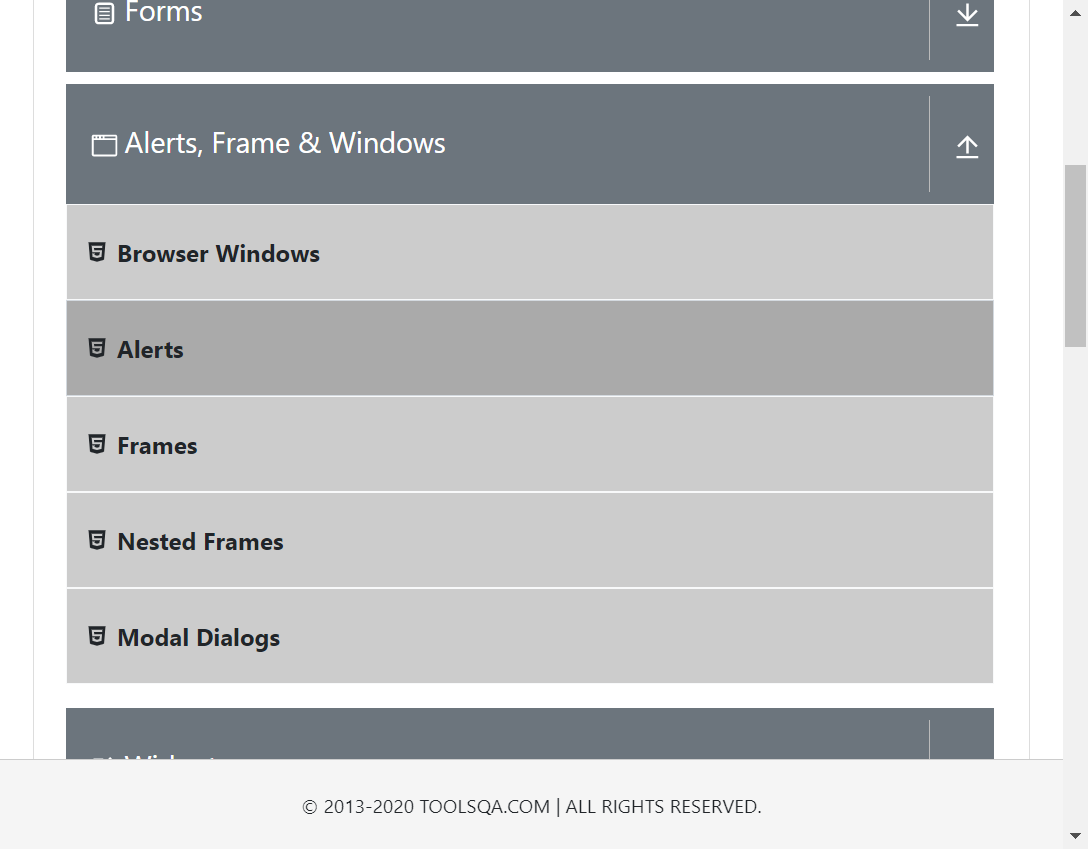 Forms
Alerts, Frame & Windows
Browser Windows
Alerts
Frames
Nested Frames
Modal Dialogs
© 2013-2020 TOOLSQA.COM | ALL RIGHTS RESERVED.